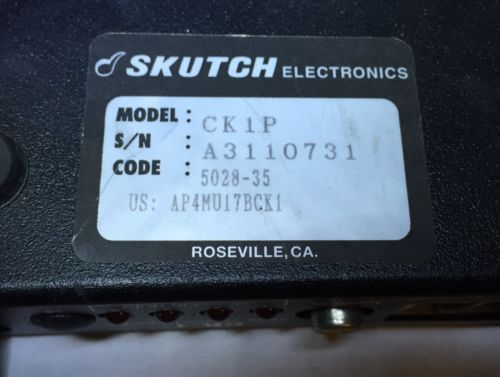 SKUTCH ELECTRONICS
MODEL : CK1P
S/N : A3110731
CODE : 5028-35
US: AP4MU17BCK1
ROSEVILLE, CA.